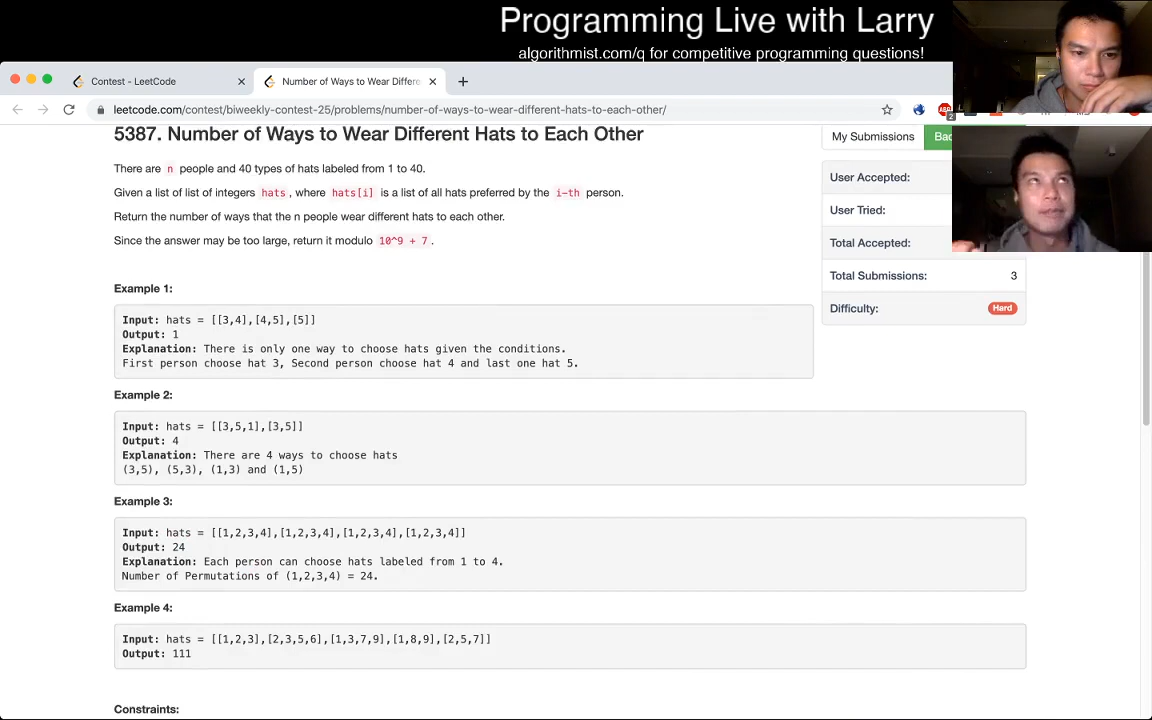 Programming Live with Larry
algorithmist.com/q for competitive programming questions!
Contest - LeetCode
Number of Ways to Wear Differe
leetcode.com/contest/biweekly-contest-25/problems/number-of-ways-to-wear-different-hats-to-each-other/
5387. Number of Ways to Wear Different Hats to Each Other
There are n people and 40 types of hats labeled from 1 to 40.
Given a list of list of integers hats , where hats[i] is a list of all hats preferred by the i-th person.
Return the number of ways that the n people wear different hats to each other.
Since the answer may be too large, return it modulo 10^9 + 7 .
Example 1:
Input: hats = [[3,4],[4,5],[5]]
Output: 1
Explanation: There is only one way to choose hats given the conditions.
First person choose hat 3, Second person choose hat 4 and last one hat 5.
Example 2:
Input: hats = [[3,5,1],[3,5]]
Output: 4
Explanation: There are 4 ways to choose hats
(3,5), (5,3), (1,3) and (1,5)
Example 3:
Input: hats = [[1,2,3,4],[1,2,3,4],[1,2,3,4],[1,2,3,4]]
Output: 24
Explanation: Each person can choose hats labeled from 1 to 4.
Number of Permutations of (1,2,3,4) = 24.
Example 4:
Input: hats = [[1,2,3],[2,3,5,6],[1,3,7,9],[1,8,9],[2,5,7]]
Output: 111
Constraints:
My Submissions
Bac
User Accepted:
User Tried:
Total Accepted:
Total Submissions: 3
Difficulty: Hard